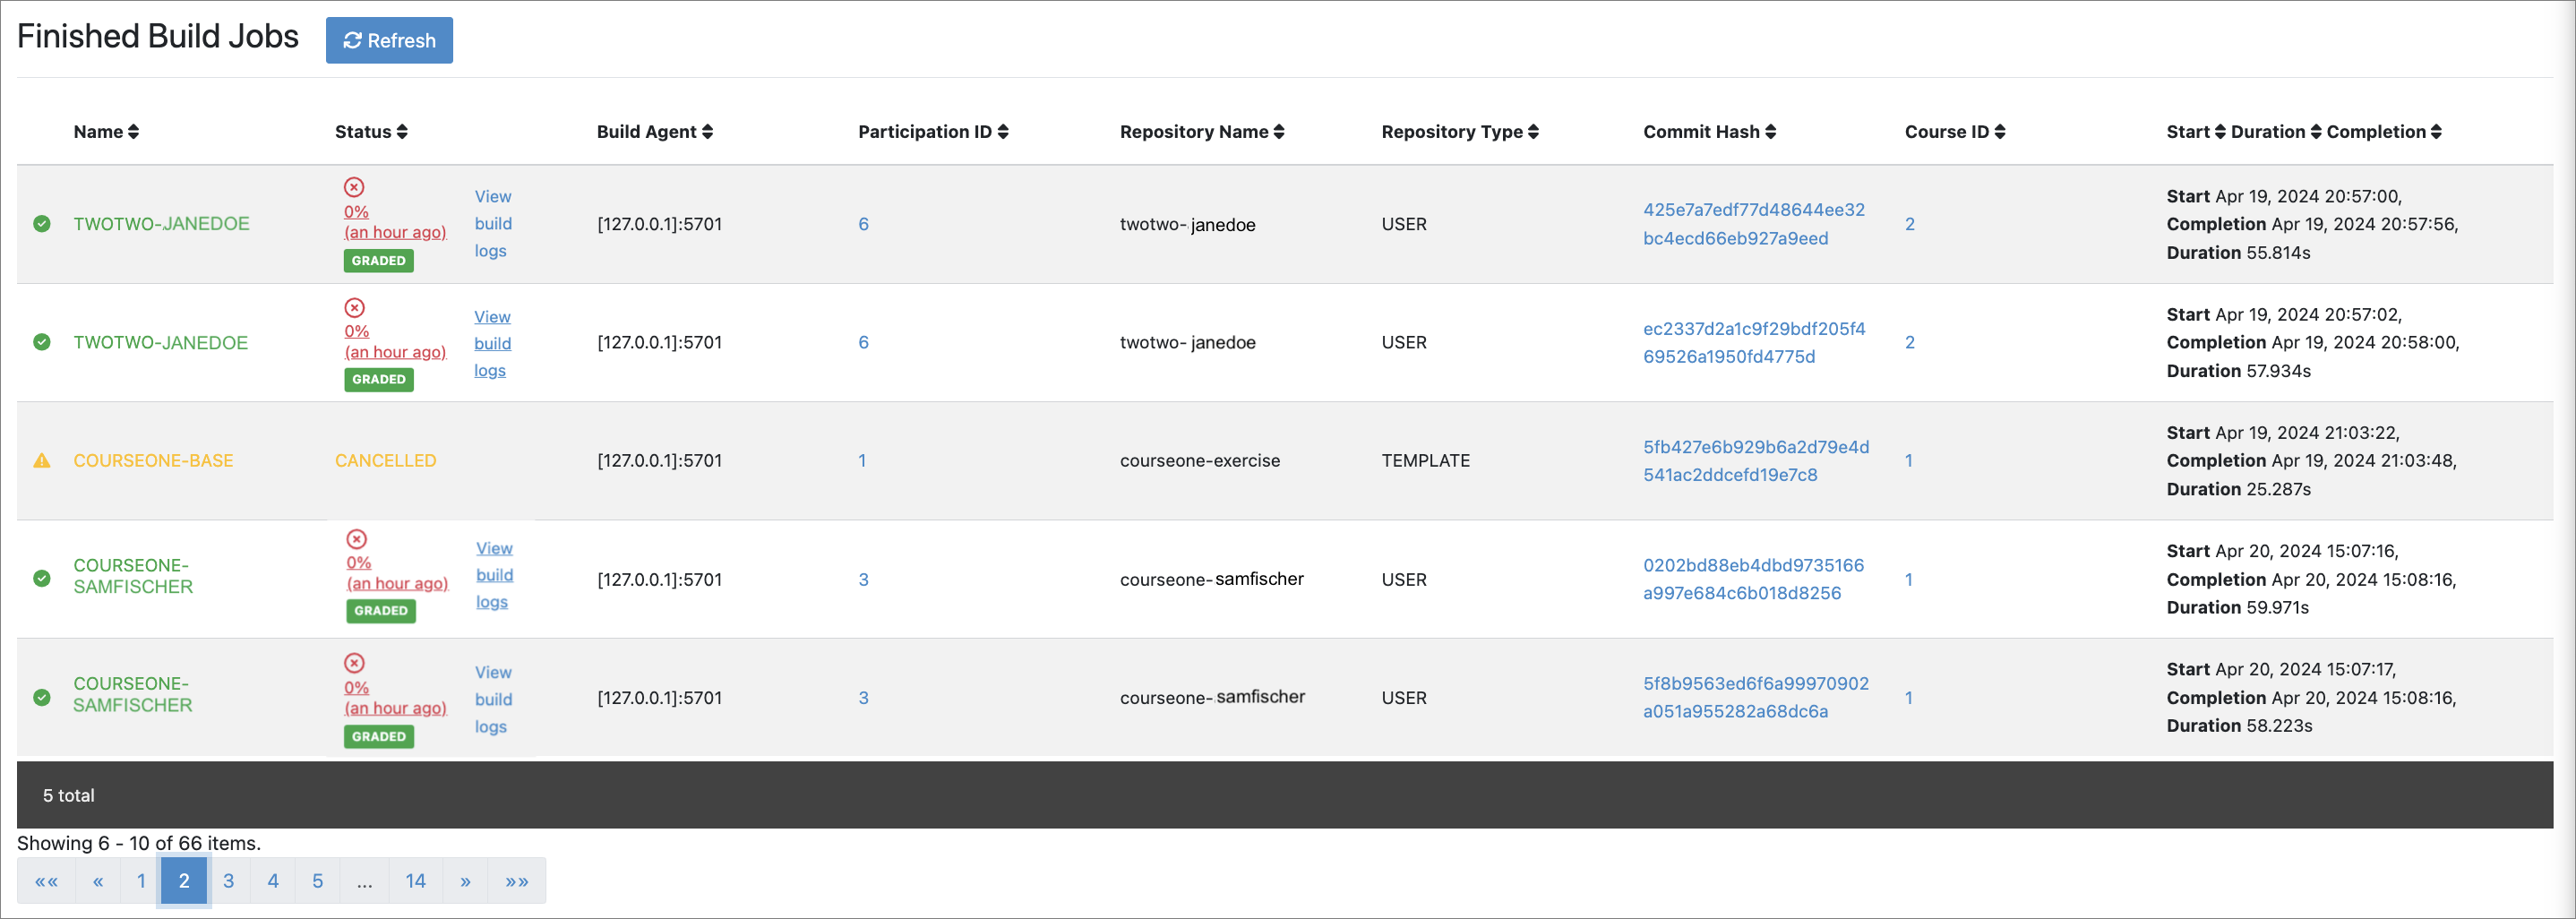 Finished Build Jobs Refresh
Name Status Build Agent Participation ID Repository Name Repository Type Commit Hash Course ID Start Duration Completion
TWOTWO-JANEDOE
0%
(an hour ago)
GRADED
View
build
logs
[127.0.0.1]:5701
6
twotwo- janedoe
USER
425e7a7edf77d48644ee32
bc4ecd66eb927a9eed
2
Start Apr 19, 2024 20:57:00,
Completion Apr 19, 2024 20:57:56,
Duration 55.814s
TWOTWO-JANEDOE
0%
(an hour ago)
GRADED
View
build
logs
[127.0.0.1]:5701
6
twotwo- janedoe
USER
ec2337d2a1c9f29bdf205f4
69526a1950fd4775d
2
Start Apr 19, 2024 20:57:02,
Completion Apr 19, 2024 20:58:00,
Duration 57.934s
COURSEONE-BASE
CANCELLED
[127.0.0.1]:5701
1
courseone-exercise
TEMPLATE
5fb427e6b929b6a2d79e4d
541ac2ddcefd19e7c8
1
Start Apr 19, 2024 21:03:22,
Completion Apr 19, 2024 21:03:48,
Duration 25.287s
COURSEONE-
SAMFISCHER
0%
(an hour ago)
GRADED
View
build
logs
[127.0.0.1]:5701
3
courseone- samfischer
USER
0202bd88eb4dbd9735166
a997e684c6b018d8256
1
Start Apr 20, 2024 15:07:16,
Completion Apr 20, 2024 15:08:16,
Duration 59.971s
COURSEONE-
SAMFISCHER
0%
(an hour ago)
GRADED
View
build
logs
[127.0.0.1]:5701
3
courseone- samfischer
USER
5f8b9563ed6f6a99970902
a051a955282a68dc6a
1
Start Apr 20, 2024 15:07:17,
Completion Apr 20, 2024 15:08:16,
Duration 58.223s
5 total
Showing 6 - 10 of 66 items.
«« « 1 2 3 4 5 ... 14 » »»